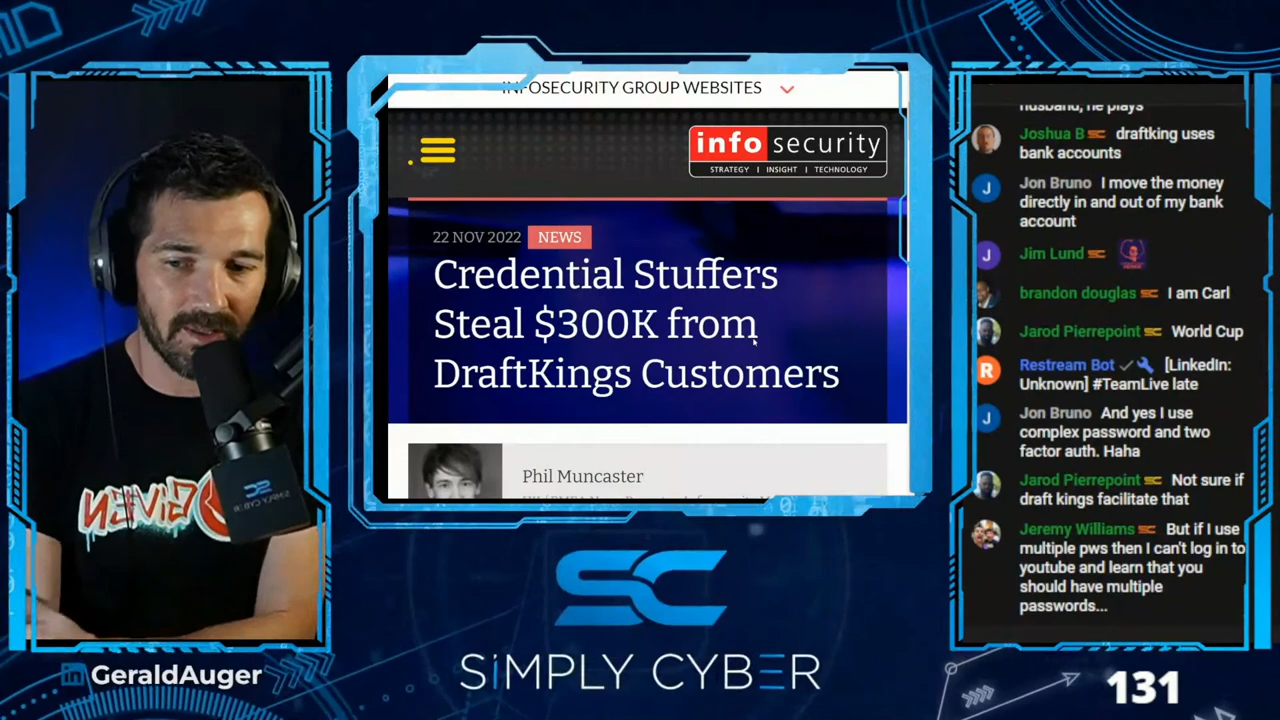 INFOSECURITY GROUP WEBSITES
info security
STRATEGY | INSIGHT | TECHNOLOGY
22 NOV 2022 NEWS
Credential Stuffers
Steal $300K from
DraftKings Customers
Phil Muncaster
SC
SIMPLY CYBER
GeraldAuger
husband, he plays
Joshua B draftking uses
bank accounts
Jon Bruno I move the money
directly in and out of my bank
account
Jim Lund
brandon douglas I am Carl
Jarod Pierrepoint World Cup
Restream Bot [LinkedIn:
Unknown] #TeamLive late
Jon Bruno And yes I use
complex password and two
factor auth. Haha
Jarod Pierrepoint Not sure if
draft kings facilitate that
Jeremy Williams But if I use
multiple pws then I can't log in to
youtube and learn that you
should have multiple
passwords...
131